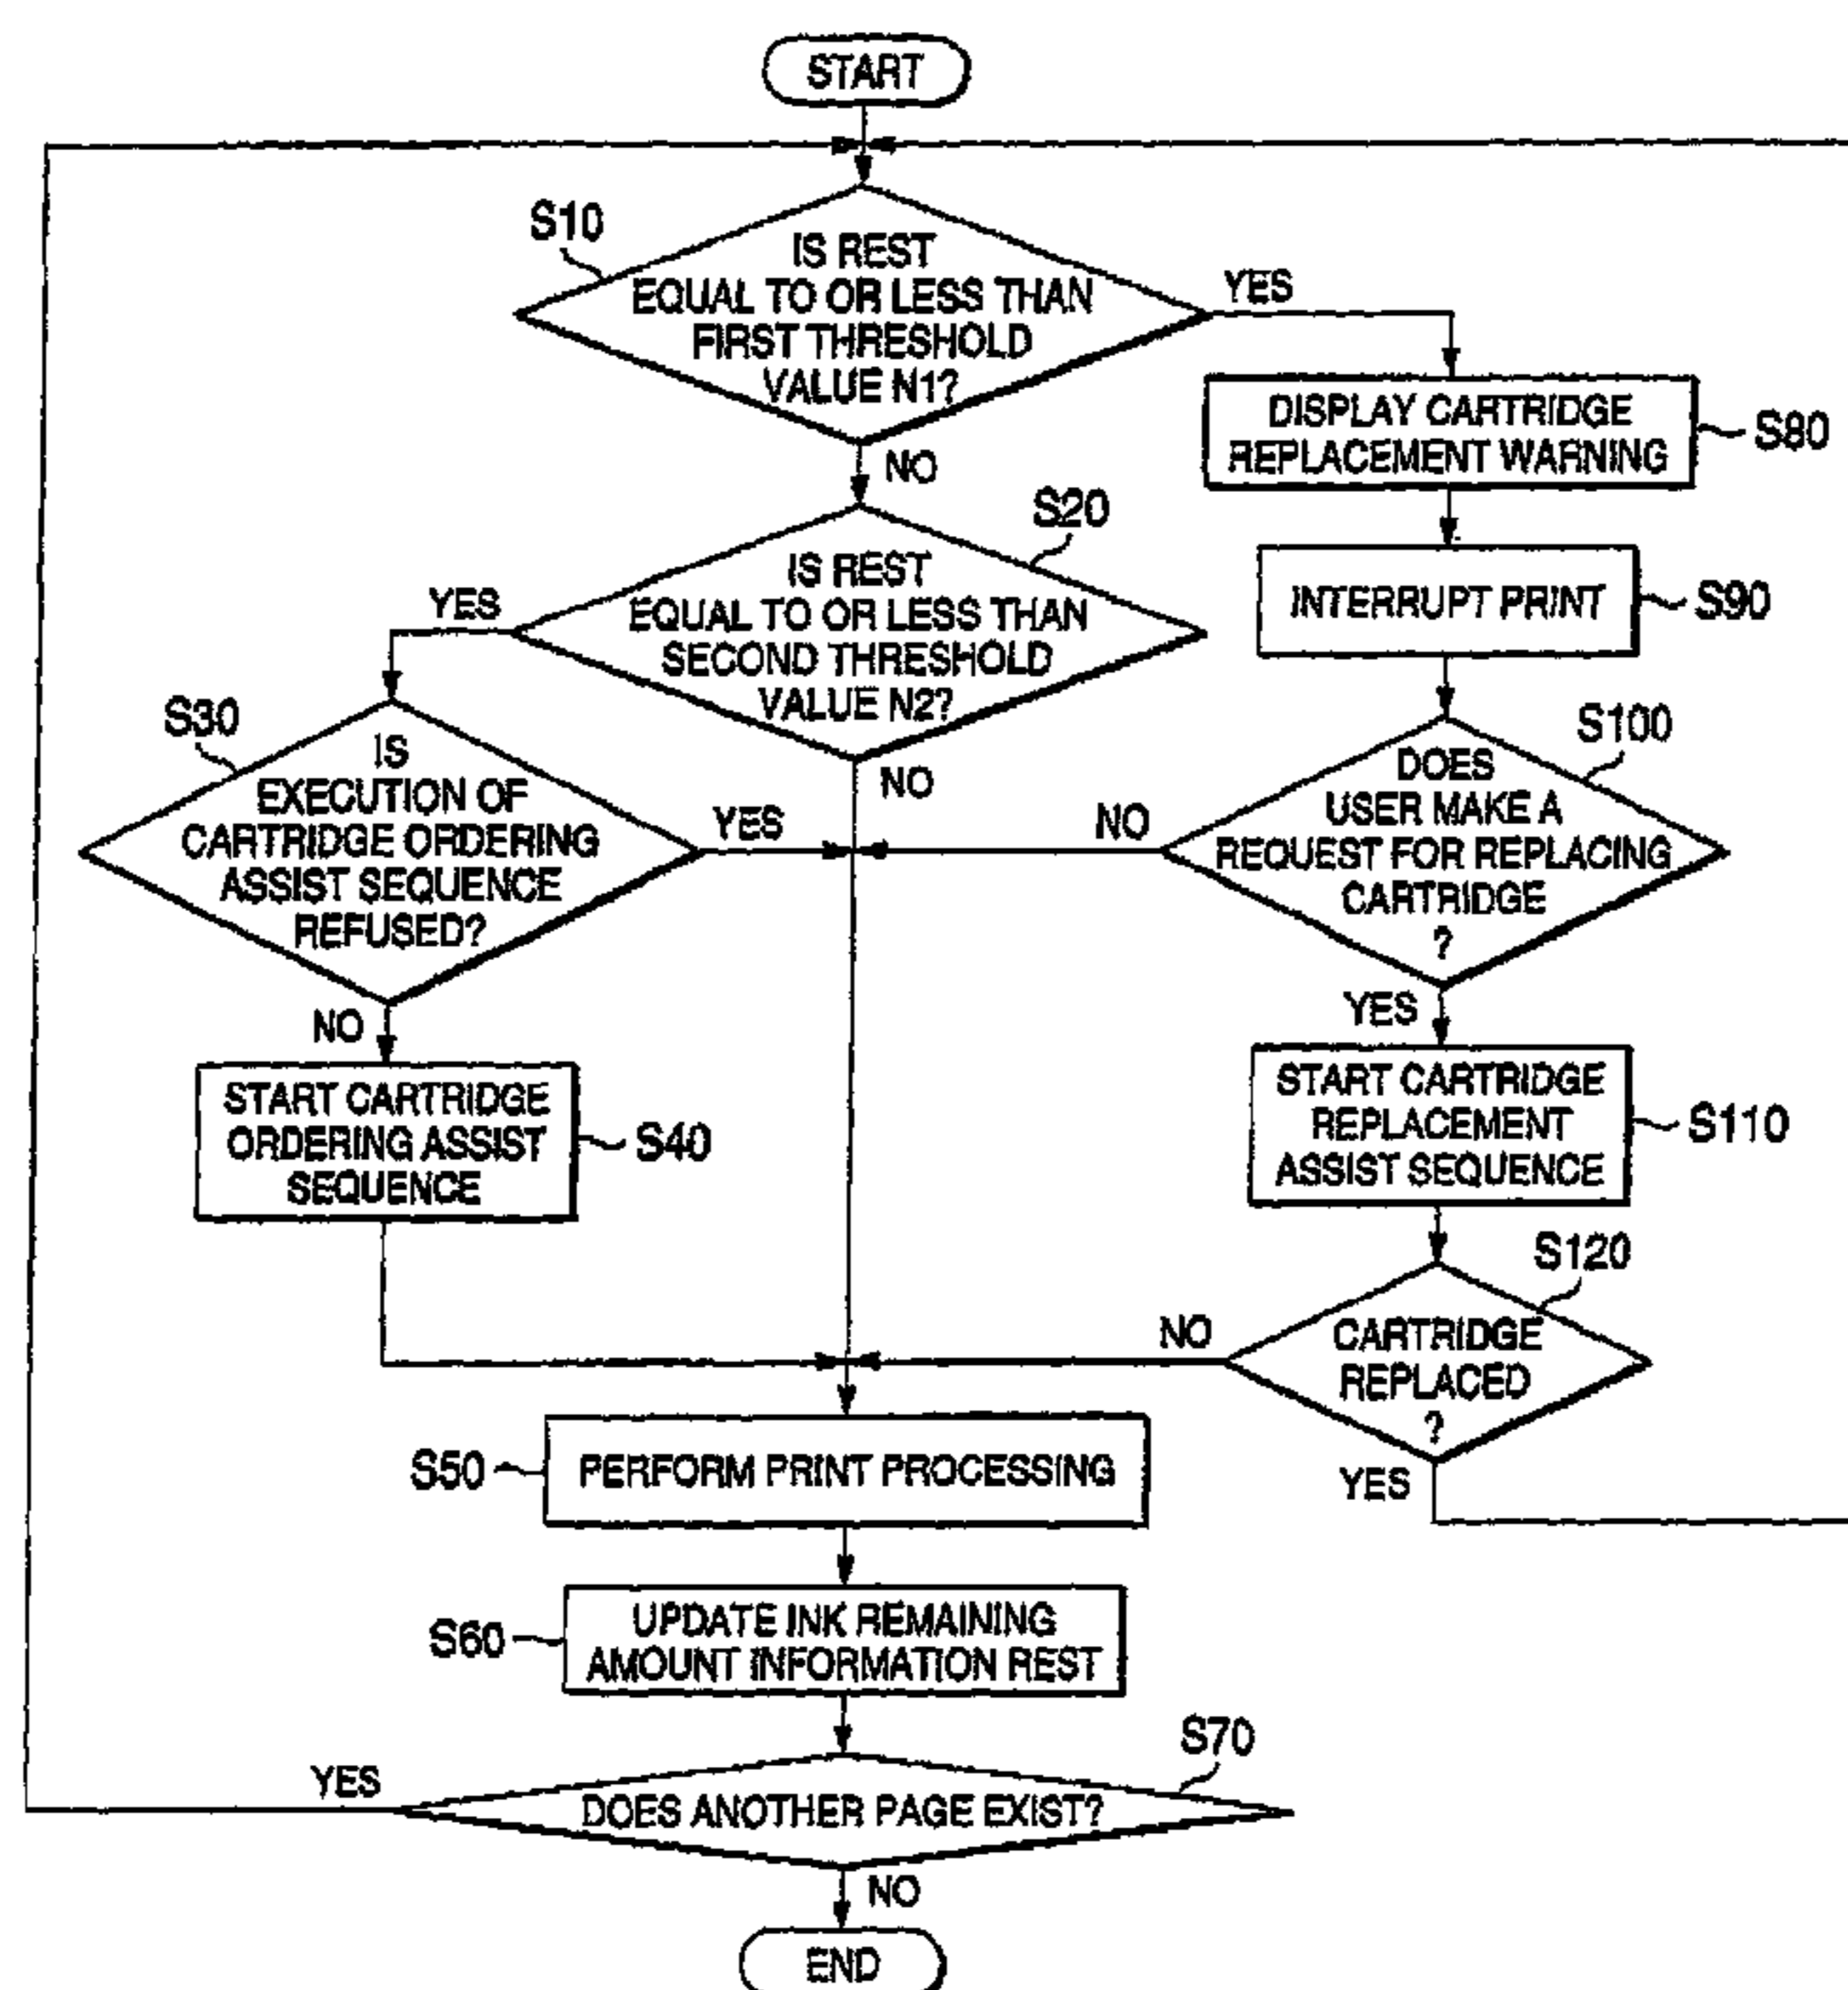 START
S10
IS REST
EQUAL TO OR LESS THAN
FIRST THRESHOLD
VALUE N1?
YES
NO
DISPLAY CARTRIDGE
REPLACEMENT WARNING
S80
S20
IS REST
EQUAL TO OR LESS THAN
SECOND THRESHOLD
VALUE N2?
YES
NO
INTERRUPT PRINT
S90
S30
IS
EXECUTION OF
CARTRIDGE ORDERING
ASSIST SEQUENCE
REFUSED?
YES
NO
S100
DOES
USER MAKE A
REQUEST FOR REPLACING
CARTRIDGE
?
NO
YES
START CARTRIDGE
ORDERING ASSIST
SEQUENCE
S40
START CARTRIDGE
REPLACEMENT
ASSIST SEQUENCE
S110
S120
CARTRIDGE
REPLACED
?
NO
YES
S50
PERFORM PRINT PROCESSING
S60
UPDATE INK REMAINING
AMOUNT INFORMATION REST
S70
DOES ANOTHER PAGE EXIST?
YES
NO
END